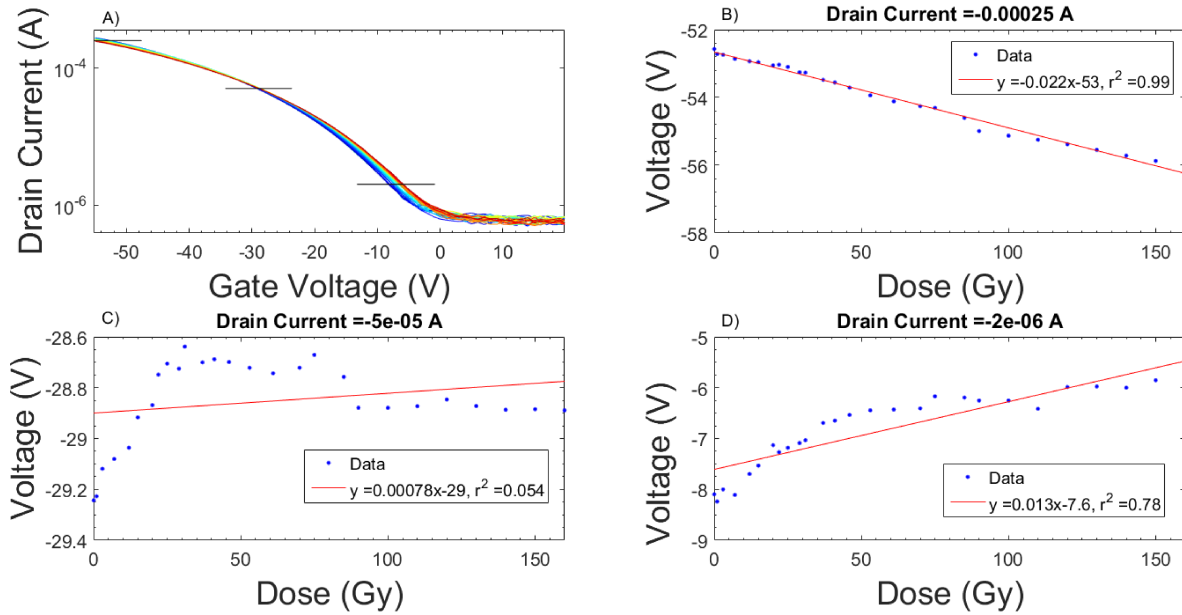 A)
Drain Current (A)
10^-4
10^-6
-50 -40 -30 -20 -10 0 10
Gate Voltage (V)
B)
Drain Current =-0.00025 A
Voltage (V)
-52
-54
-56
-58
Data
y =-0.022x-53, r^2 =0.99
0 50 100 150
Dose (Gy)
C)
Drain Current =-5e-05 A
Voltage (V)
-28.6
-28.8
-29
-29.2
-29.4
Data
y =0.00078x-29, r^2 =0.054
0 50 100 150
Dose (Gy)
D)
Drain Current =-2e-06 A
Voltage (V)
-5
-6
-7
-8
-9
Data
y =0.013x-7.6, r^2 =0.78
0 50 100 150
Dose (Gy)